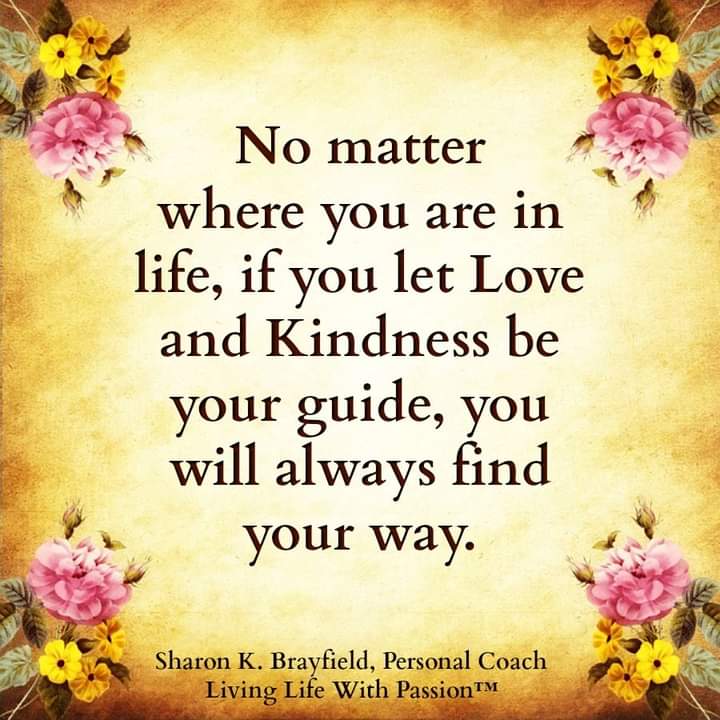 No matter
where you are in
life, if you let Love
and Kindness be
your guide, you
will always find
your way.
Sharon K. Brayfield, Personal Coach
Living Life With Passion™